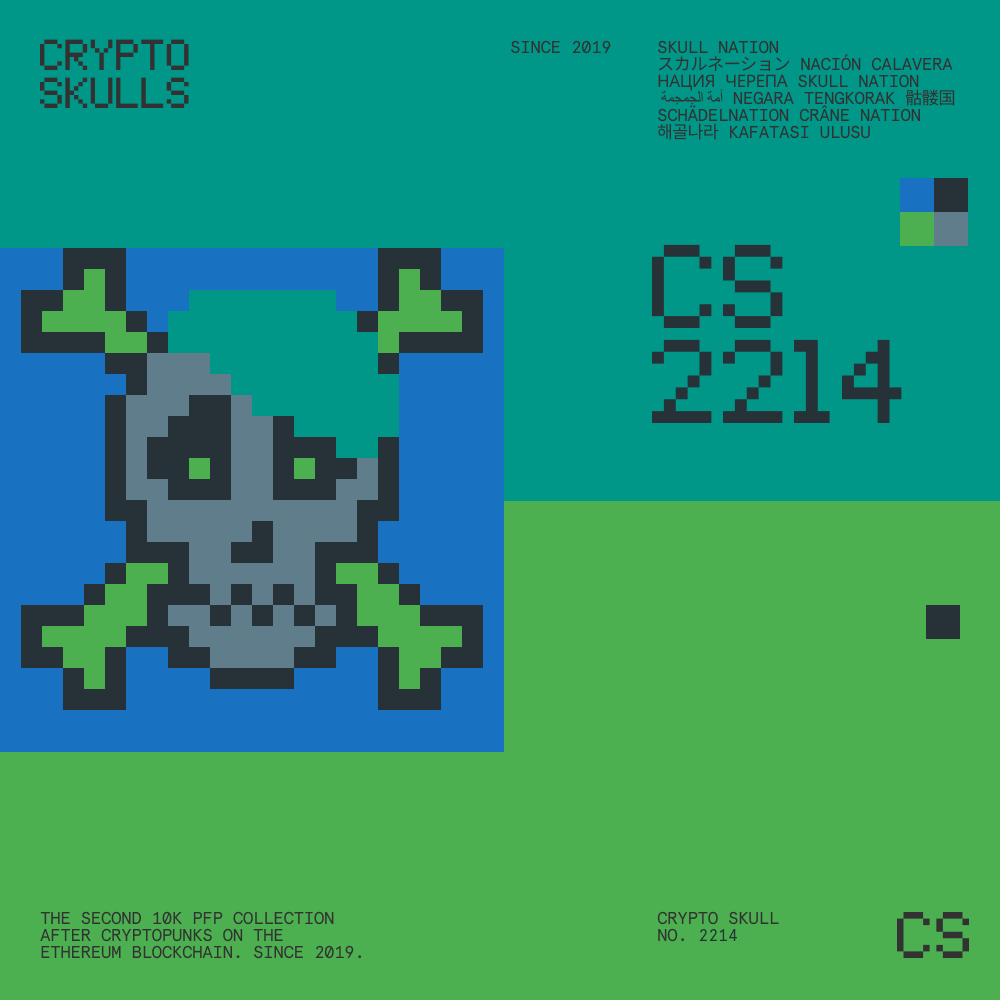 CRYPTO
SKULLS
SINCE 2019
SKULL NATION
スカルネーション NACIÓN CALAVERA
НАЦИЯ ЧЕРЕПА SKULL NATION
أمة الجمجمة NEGARA TENGKORAK 骷髅国
SCHÄDELNATION CRÂNE NATION
해골나라 KAFATASI ULUSU
CS
2214
THE SECOND 10K PFP COLLECTION
AFTER CRYPTOPUNKS ON THE
ETHEREUM BLOCKCHAIN. SINCE 2019.
CRYPTO SKULL
NO. 2214
CS